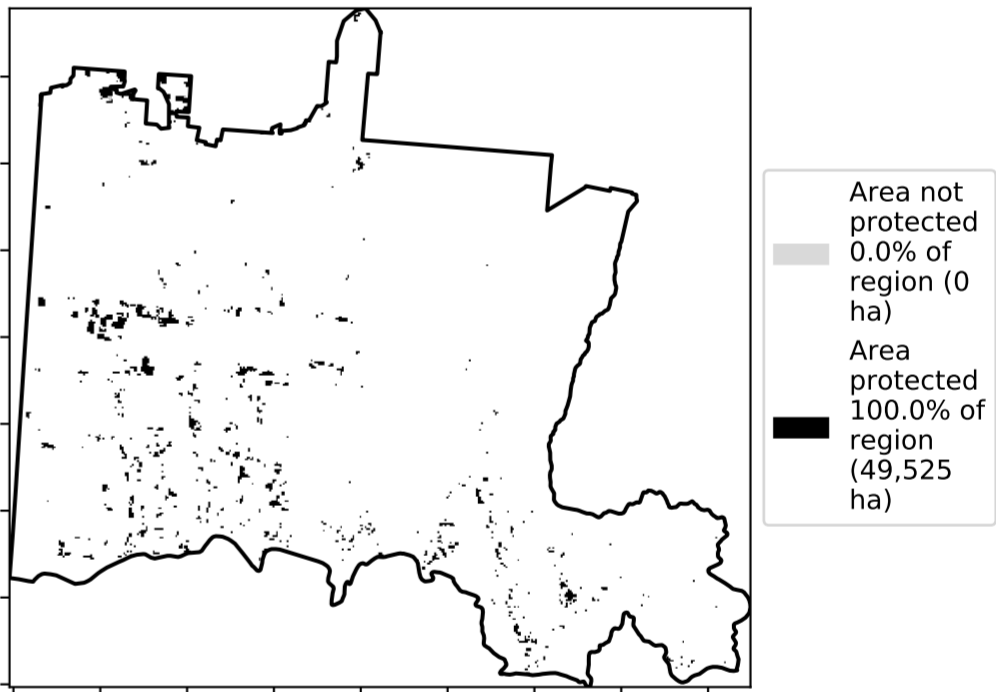 Area not
protected
0.0% of
region (0
ha)
Area
protected
100.0% of
region
(49,525
ha)